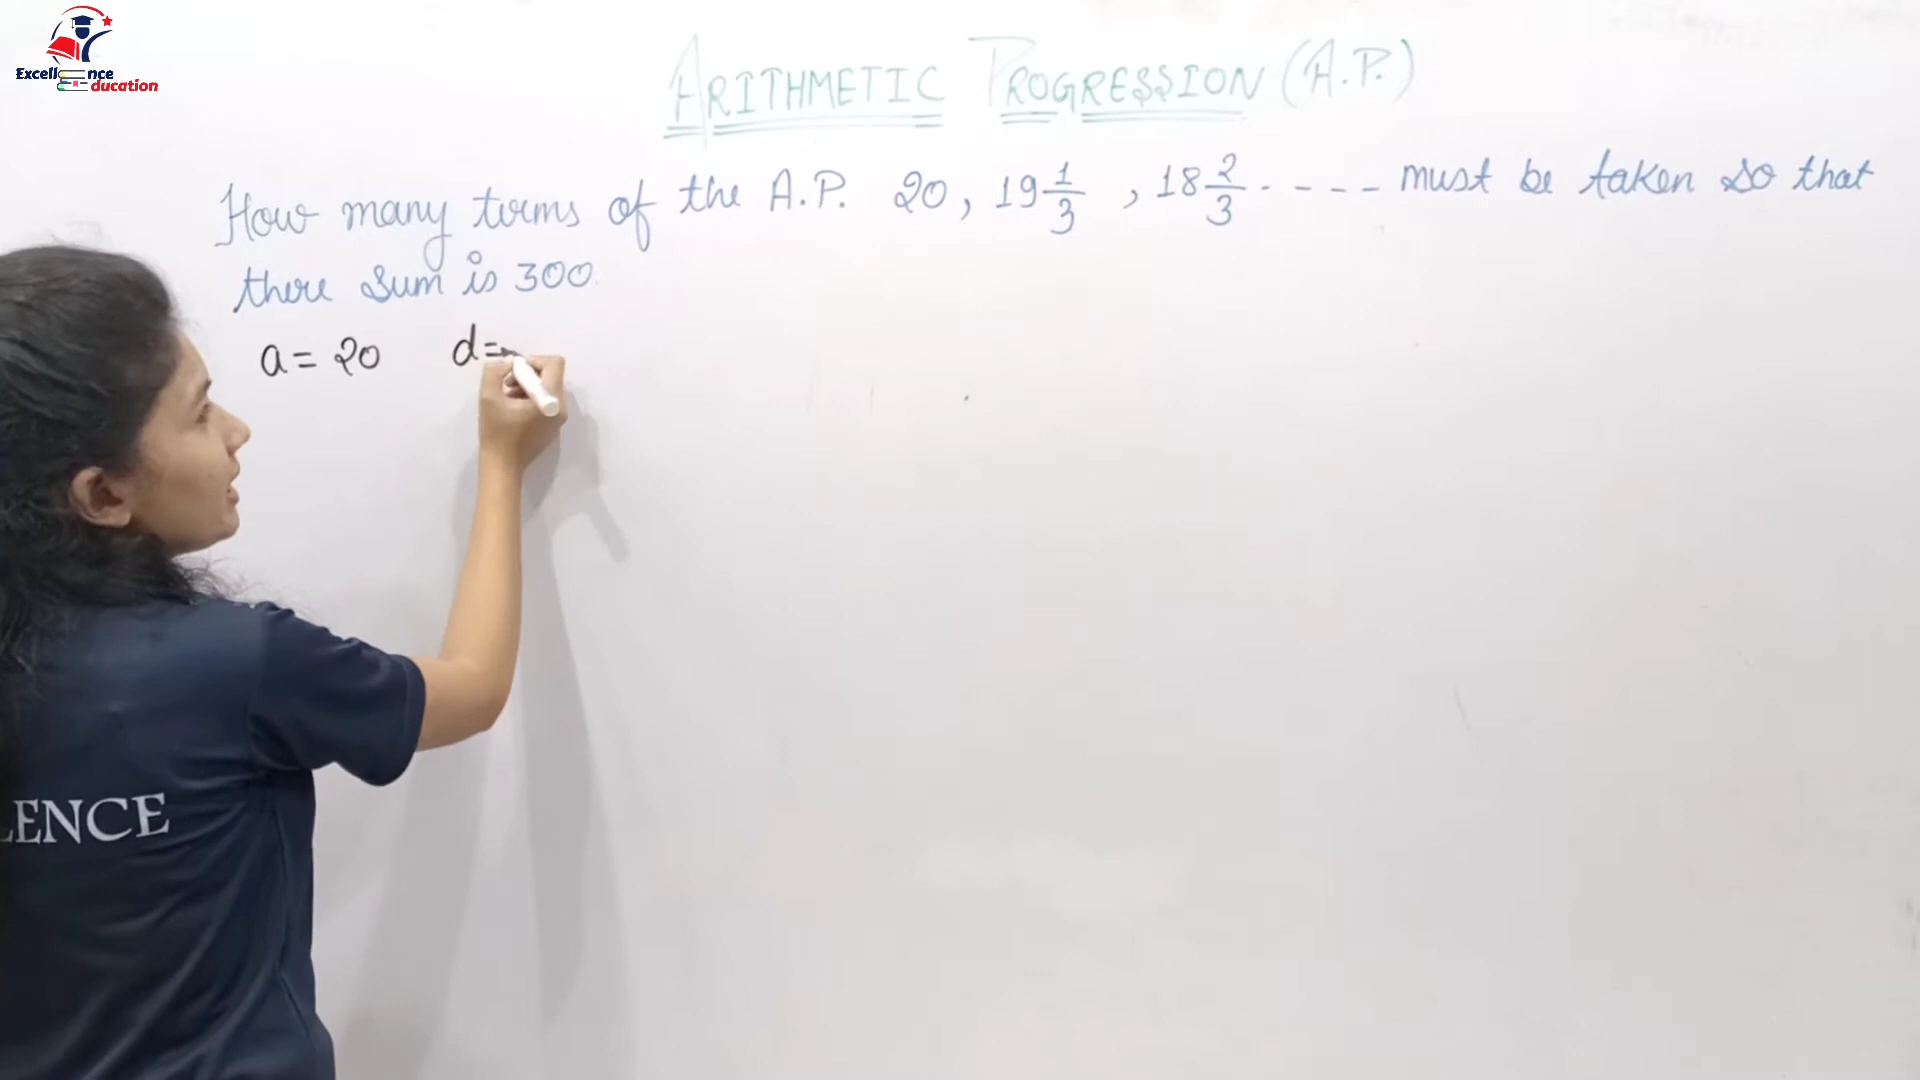 Excellence
Education
ARITHMETIC PROGRESSION (A.P.)
How many terms of the A.P. 20, 19 1/3 , 18 2/3 - - - - must be taken so that
there sum is 300.
a = 20 d =
LENCE